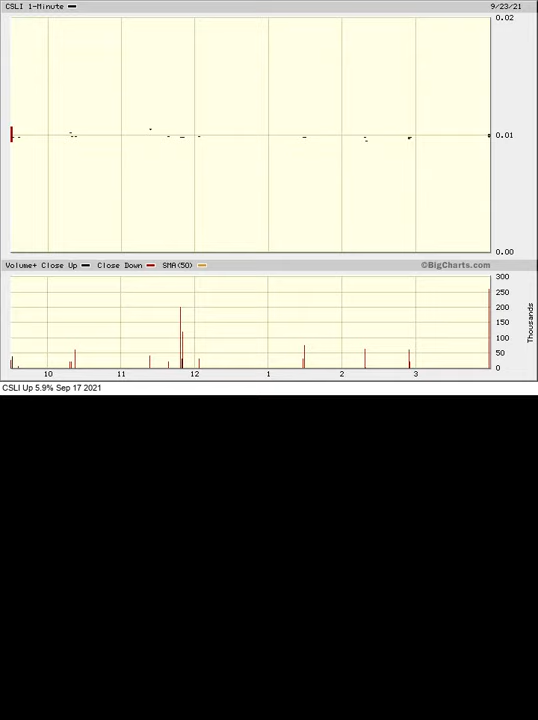 CSLI 1-Minute 9/23/21
0.02
0.01
0.00
Volume+ Close Up Close Down SMA(50) ©BigCharts.com
300
250
200
150
100
50
0
Thousands
10 11 12 1 2 3
CSLI Up 5.9% Sep 17 2021